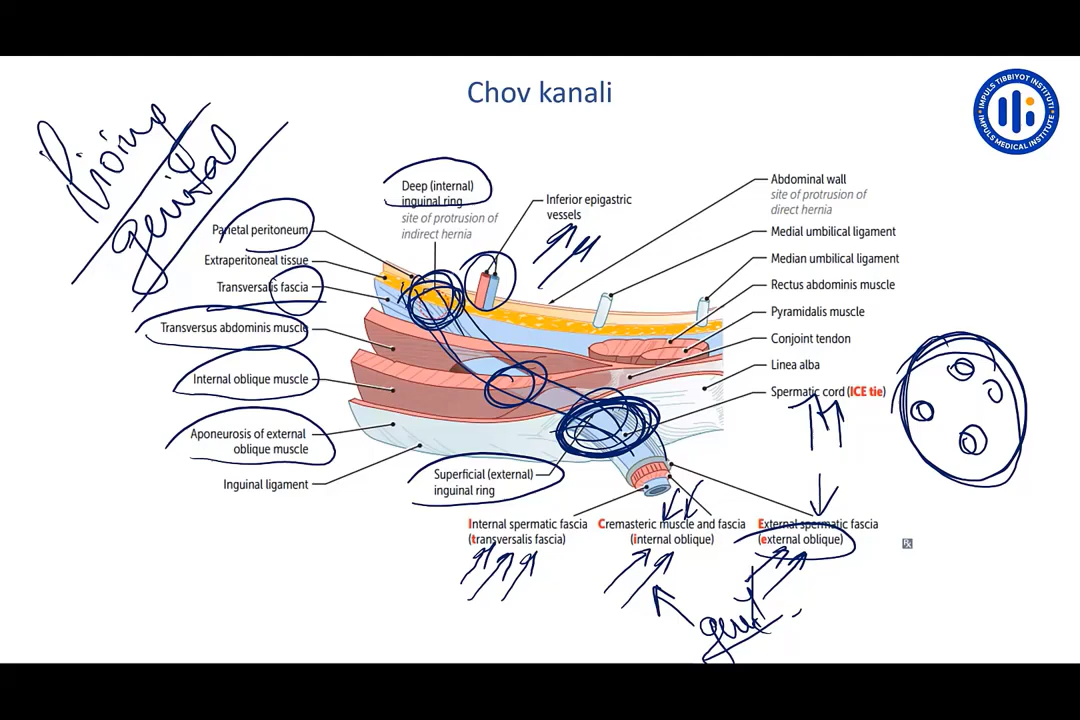 Chov kanali
IMPULS TIBBIYOT INSTITUTI
IMPULS MEDICAL INSTITUTE
genital
Deep (internal)
inguinal ring
site of protrusion of
indirect hernia
Inferior epigastric
vessels
Abdominal wall
site of protrusion of
direct hernia
Parietal peritoneum
Extraperitoneal tissue
Transversalis fascia
Transversus abdominis muscle
Internal oblique muscle
Aponeurosis of external
oblique muscle
Inguinal ligament
Medial umbilical ligament
Median umbilical ligament
Rectus abdominis muscle
Pyramidalis muscle
Conjoint tendon
Linea alba
Spermatic cord (ICE tie)
Superficial (external)
inguinal ring
Internal spermatic fascia
(transversalis fascia)
Cremasteric muscle and fascia
(internal oblique)
External spermatic fascia
(external oblique)